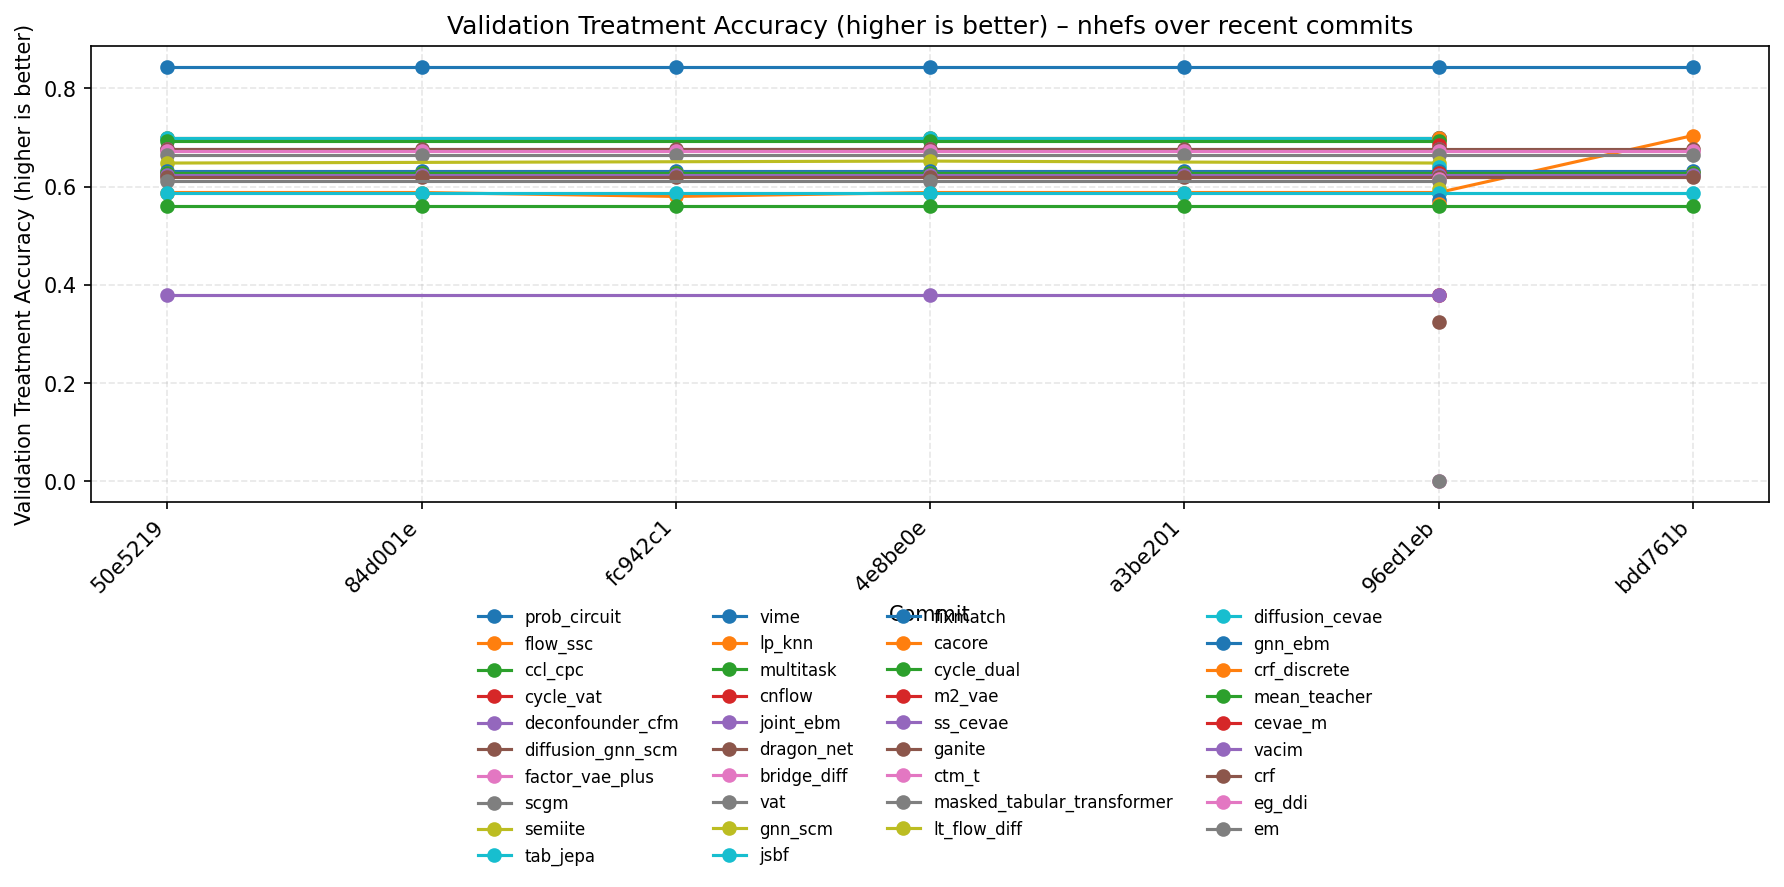 Validation Treatment Accuracy (higher is better) – nhefs over recent commits
Validation Treatment Accuracy (higher is better)
0.8
0.6
0.4
0.2
0.0
50e5219
84d001e
fc942c1
4e8be0e
a3be201
96ed1eb
bdd761b
Commit
prob_circuit
flow_ssc
ccl_cpc
cycle_vat
deconfounder_cfm
diffusion_gnn_scm
factor_vae_plus
scgm
semiite
tab_jepa
vime
lp_knn
multitask
cnflow
joint_ebm
dragon_net
bridge_diff
vat
gnn_scm
jsbf
fixmatch
cacore
cycle_dual
m2_vae
ss_cevae
ganite
ctm_t
masked_tabular_transformer
lt_flow_diff
diffusion_cevae
gnn_ebm
crf_discrete
mean_teacher
cevae_m
vacim
crf
eg_ddi
em